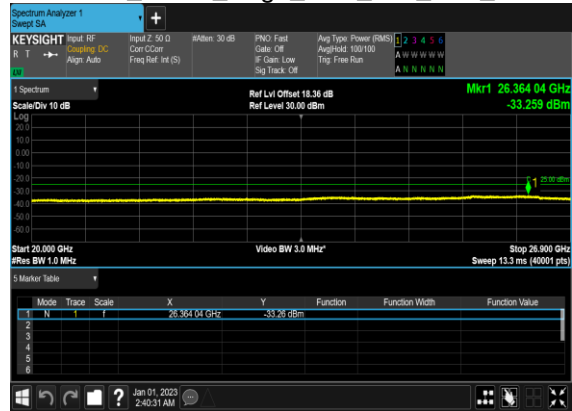 Spectrum Analyzer 1
Swept SA
+
KEYSIGHT Input: RF Input Z: 50 Ω #Atten: 30 dB PNO: Fast Avg Type: Power (RMS) 1 2 3 4 5 6
R T Coupling: DC Corr CCorr Gate: Off Avg|Hold: 100/100 A W W W W W
Align: Auto Freq Ref: Int (S) IF Gain: Low Trig: Free Run A N N N N N
Sig Track: Off
1 Spectrum Ref Lvl Offset 18.36 dB Mkr1 26.364 04 GHz
Scale/Div 10 dB Ref Level 30.00 dBm -33.259 dBm
Log
20.0
10.0
0.00
-10.0
-20.0
-30.0
-40.0
-50.0
-60.0
1
Start 20.000 GHz Video BW 3.0 MHz* Stop 26.900 GHz
#Res BW 1.0 MHz Sweep 13.3 ms (40001 pts)
5 Marker Table
Mode Trace Scale X Y Function Function Width Function Value
1 N 1 f 26.364 04 GHz -33.26 dBm
2
3
4
5
6
? Jan 01, 2023
2:40:31 AM